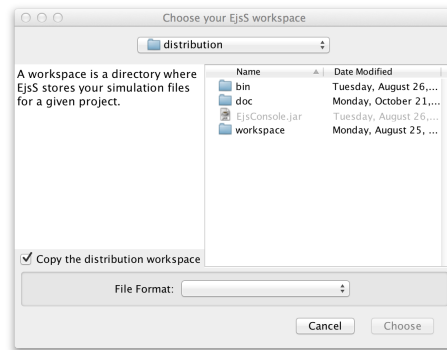 Choose your EjsS workspace
distribution
A workspace is a directory where
EjsS stores your simulation files
for a given project.
Name Date Modified
bin Tuesday, August 26,...
doc Monday, October 21,...
EjsConsole.jar Tuesday, August 26,...
workspace Monday, August 25, ...
Copy the distribution workspace
File Format:
Cancel Choose